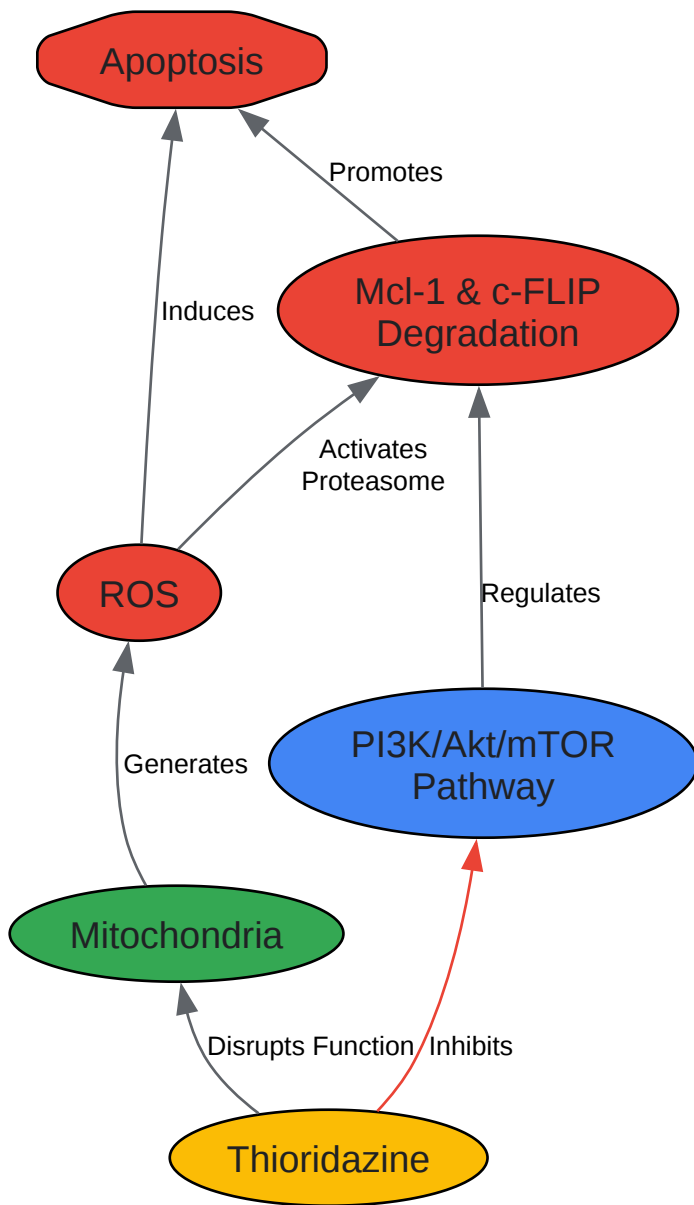 Apoptosis
Promotes
Mcl-1 & c-FLIP
Degradation
Induces
Activates
Proteasome
ROS
Regulates
PI3K/Akt/mTOR
Pathway
Generates
Mitochondria
Disrupts Function
Inhibits
Thioridazine